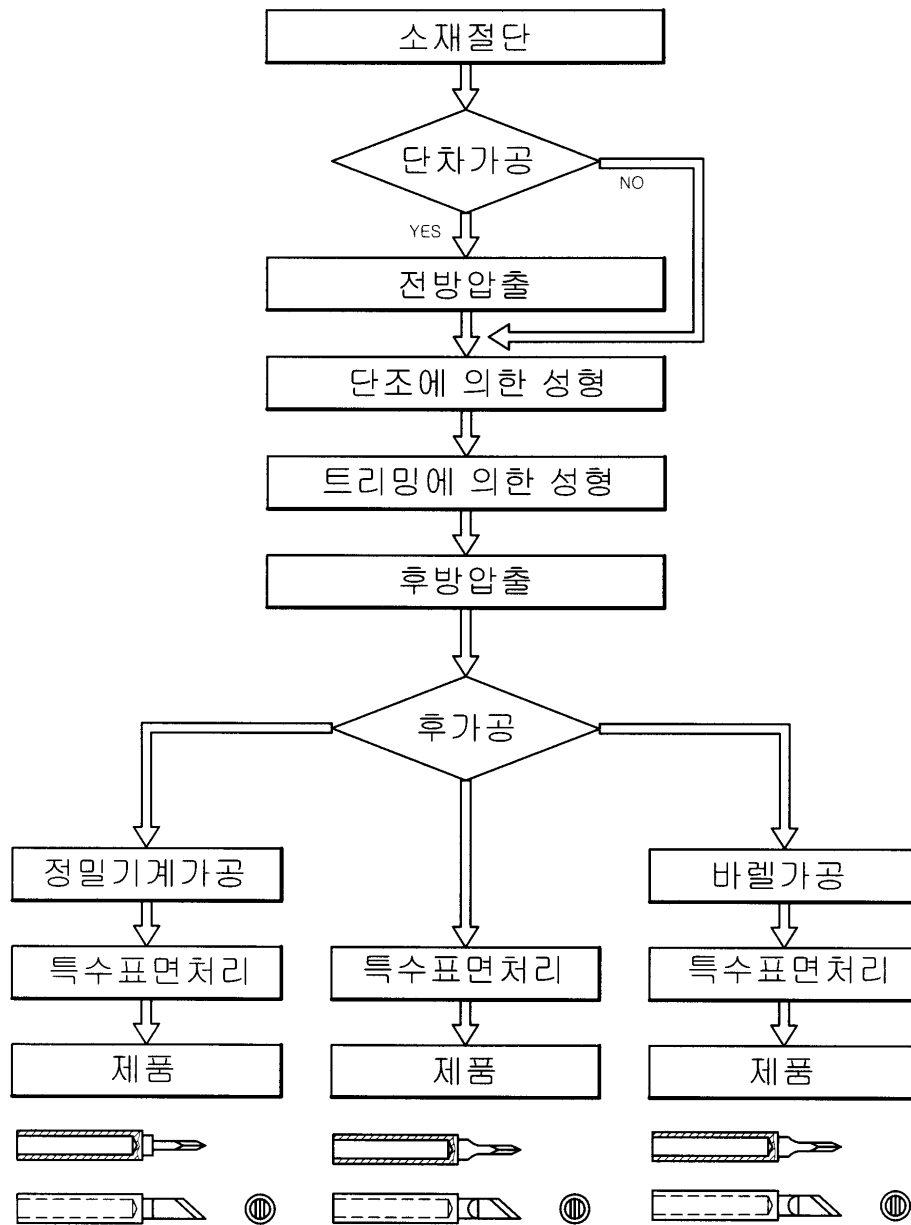 소재절단
단차가공
NO
YES
전방압출
단조에 의한 성형
트리밍에 의한 성형
후방압출
후가공
정밀기계가공
바렐가공
특수표면처리
특수표면처리
특수표면처리
제품
제품
제품